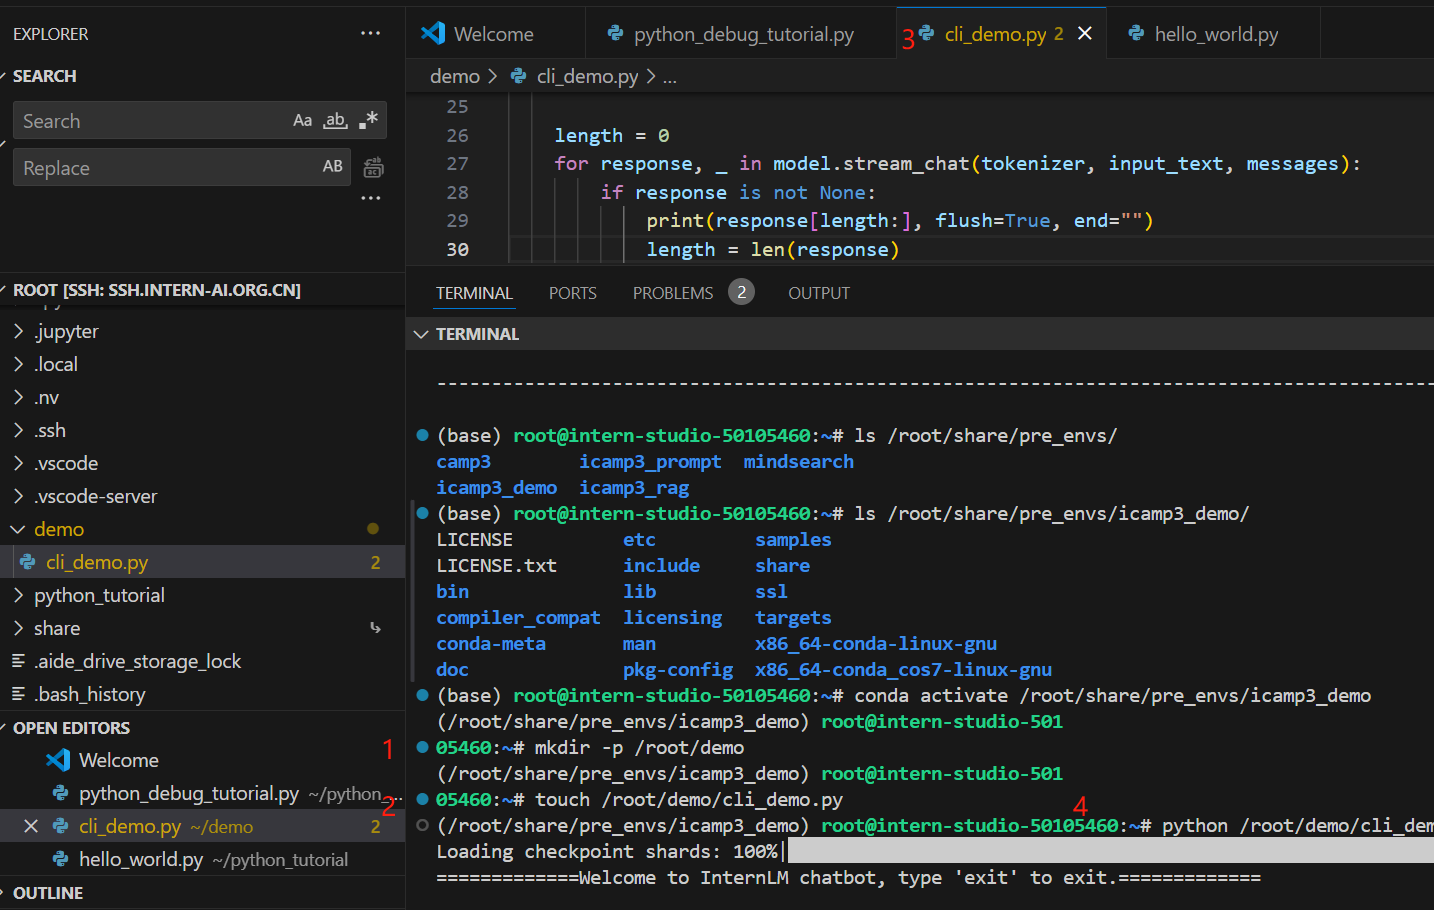 EXPLORER
SEARCH
Search
Aa ab, .*
Replace
AB
ROOT [SSH: SSH.INTERN-AI.ORG.CN]
.jupyter
.local
.nv
.ssh
.vscode
.vscode-server
demo
cli_demo.py 2
python_tutorial
share
.aide_drive_storage_lock
.bash_history
OPEN EDITORS
1
Welcome
python_debug_tutorial.py ~/python_...
2
cli_demo.py ~/demo 2
hello_world.py ~/python_tutorial
OUTLINE
Welcome python_debug_tutorial.py 3 cli_demo.py 2 hello_world.py
demo > cli_demo.py > ...
25
26 length = 0
27 for response, _ in model.stream_chat(tokenizer, input_text, messages):
28 if response is not None:
29 print(response[length:], flush=True, end="")
30 length = len(response)
TERMINAL PORTS PROBLEMS 2 OUTPUT
TERMINAL
(base) root@intern-studio-50105460:~# ls /root/share/pre_envs/
camp3 icamp3_prompt mindsearch
icamp3_demo icamp3_rag
(base) root@intern-studio-50105460:~# ls /root/share/pre_envs/icamp3_demo/
LICENSE etc samples
LICENSE.txt include share
bin lib ssl
compiler_compat licensing targets
conda-meta man x86_64-conda-linux-gnu
doc pkg-config x86_64-conda_cos7-linux-gnu
(base) root@intern-studio-50105460:~# conda activate /root/share/pre_envs/icamp3_demo
(/root/share/pre_envs/icamp3_demo) root@intern-studio-501
05460:~# mkdir -p /root/demo
(/root/share/pre_envs/icamp3_demo) root@intern-studio-501
05460:~# touch /root/demo/cli_demo.py
4
(/root/share/pre_envs/icamp3_demo) root@intern-studio-50105460:~# python /root/demo/cli_dem
Loading checkpoint shards: 100%|
=============Welcome to InternLM chatbot, type 'exit' to exit.=============